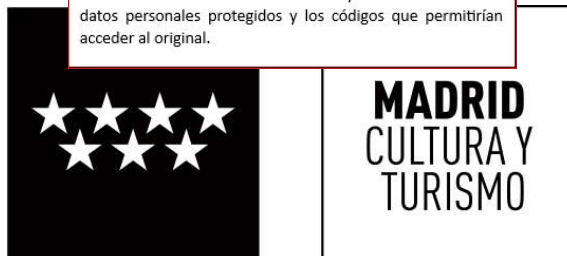 datos personales protegidos y los códigos que permitirían
acceder al original.
MADRID
CULTURA Y
TURISMO